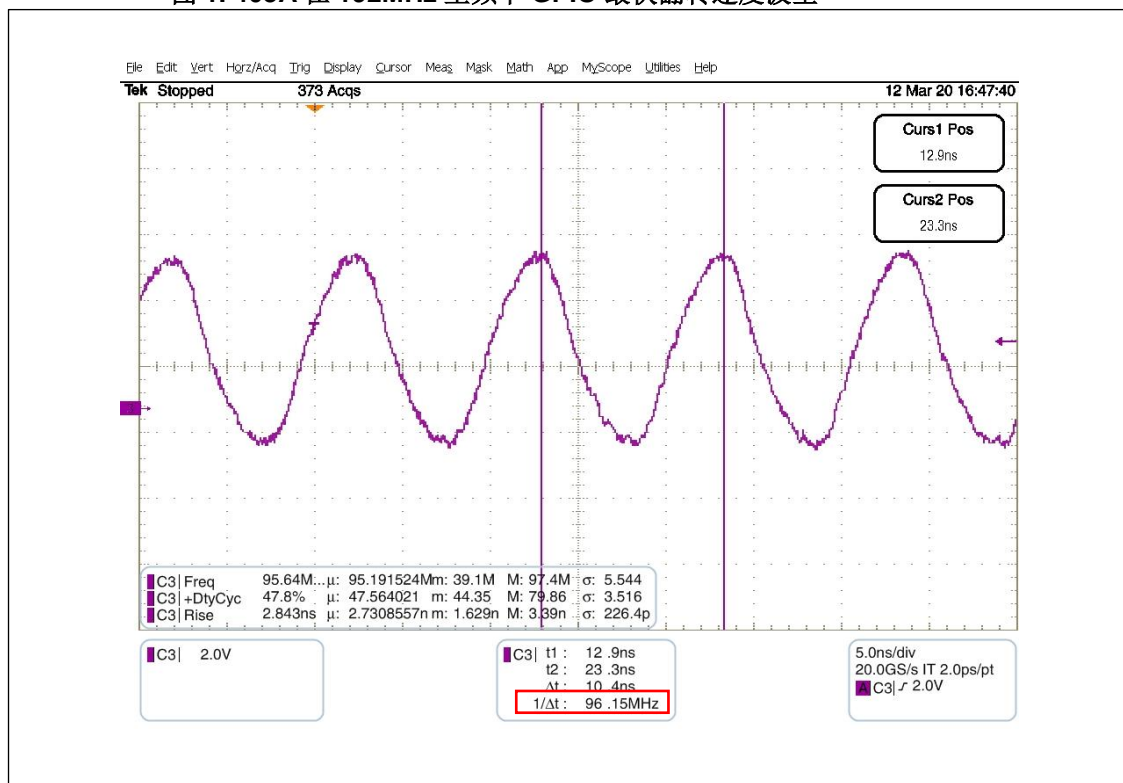 File Edit Vert Horz/Acq Trig Display Cursor Meas Mask Math App MyScope Utilities Help
Tek Stopped 373 Acqs 12 Mar 20 16:47:40
Curs1 Pos
12.9ns
Curs2 Pos
23.3ns
C3 Freq 95.64M... µ: 95.191524M m: 39.1M M: 97.4M σ: 5.544
C3 +DtyCyc 47.8% µ: 47.564021 m: 44.35 M: 79.86 σ: 3.516
C3 Rise 2.843ns µ: 2.7308557n m: 1.629n M: 3.39n σ: 226.4p
C3 2.0V
C3 t1 : 12 .9ns
t2 : 23 .3ns
Δt : 10 .4ns
1/Δt : 96 .15MHz
5.0ns/div
20.0GS/s IT 2.0ps/pt
A C3 2.0V